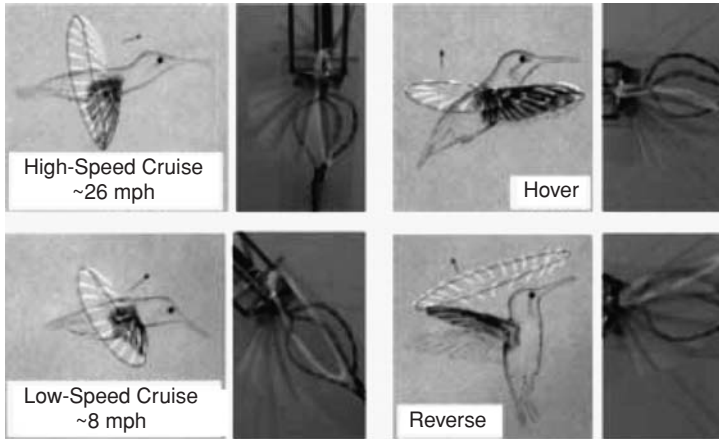 High-Speed Cruise
~26 mph
Hover
Low-Speed Cruise
~8 mph
Reverse